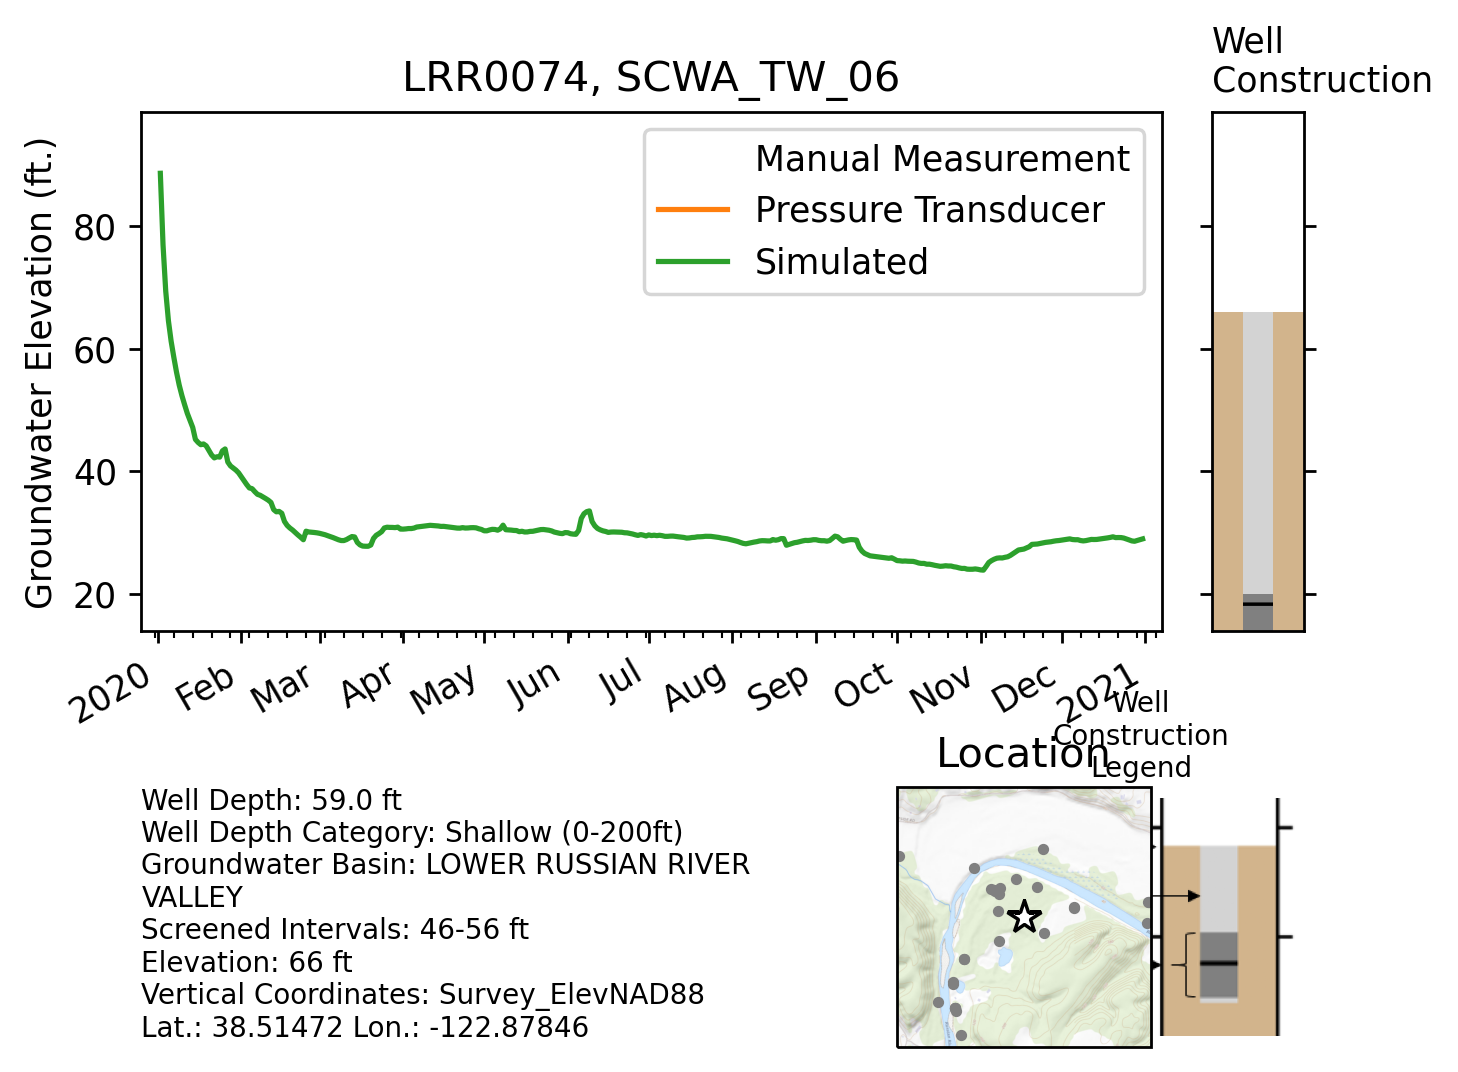 Well
Construction
LRR0074, SCWA_TW_06
Groundwater Elevation (ft.)
80
60
40
20
Manual Measurement
Pressure Transducer
Simulated
2020
Feb
Mar
Apr
May
Jun
Jul
Aug
Sep
Oct
Nov
Dec
2021
Well
Construction
Legend
Location
Well Depth: 59.0 ft
Well Depth Category: Shallow (0-200ft)
Groundwater Basin: LOWER RUSSIAN RIVER
VALLEY
Screened Intervals: 46-56 ft
Elevation: 66 ft
Vertical Coordinates: Survey_ElevNAD88
Lat.: 38.51472 Lon.: -122.87846